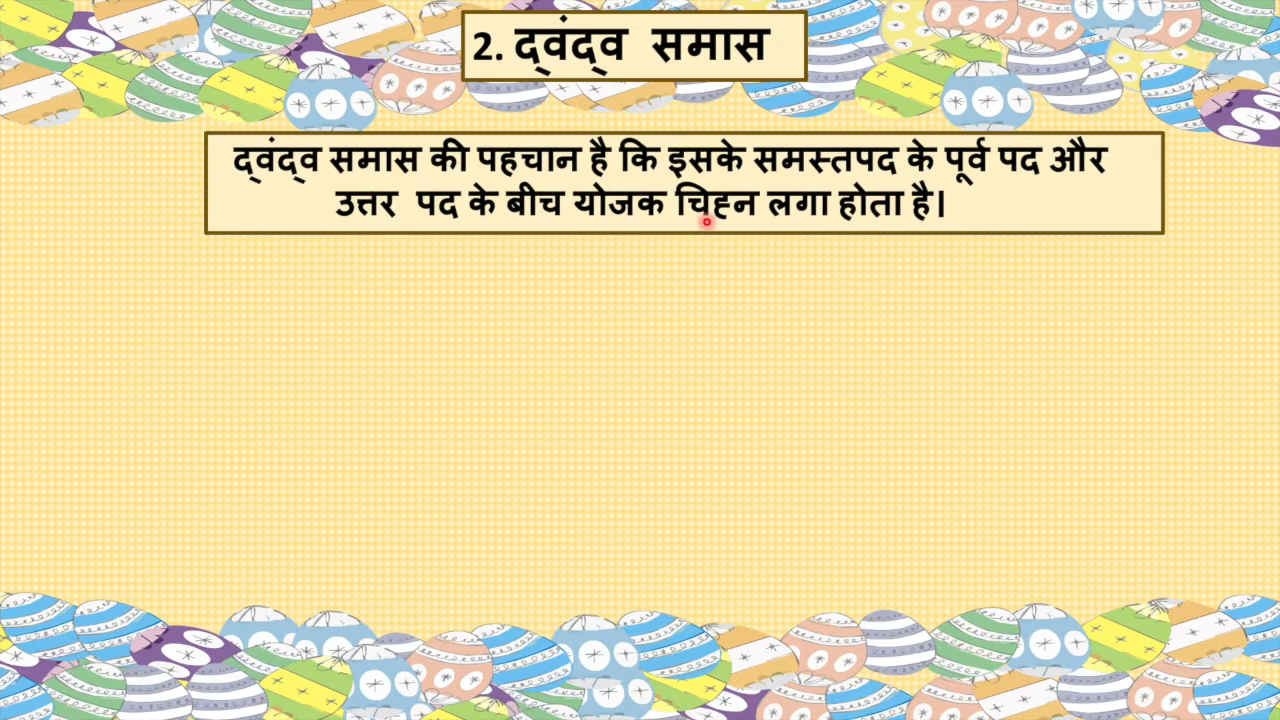 2. द्वंद्व समास
द्वंद्व समास की पहचान है कि इसके समस्तपद के पूर्व पद और
उत्तर पद के बीच योजक चिह्न लगा होता है।